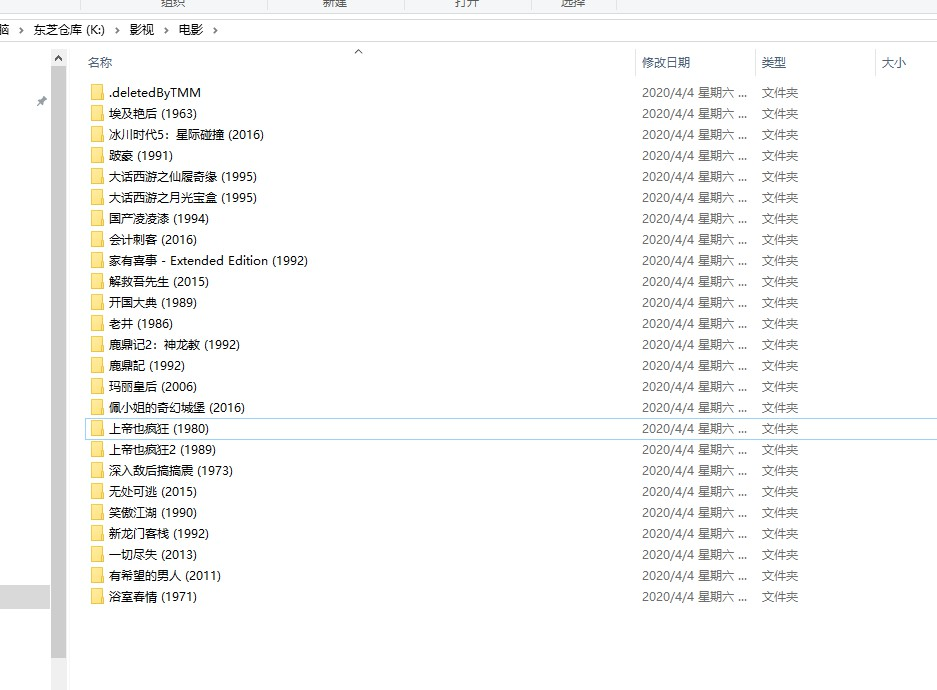 组织 新建 打开 选择
脑 › 东芝仓库 (K:) › 影视 › 电影 ›
名称 修改日期 类型 大小
.deletedByTMM 2020/4/4 星期六 ... 文件夹
埃及艳后 (1963) 2020/4/4 星期六 ... 文件夹
冰川时代5：星际碰撞 (2016) 2020/4/4 星期六 ... 文件夹
跛豪 (1991) 2020/4/4 星期六 ... 文件夹
大话西游之仙履奇缘 (1995) 2020/4/4 星期六 ... 文件夹
大话西游之月光宝盒 (1995) 2020/4/4 星期六 ... 文件夹
国产凌凌漆 (1994) 2020/4/4 星期六 ... 文件夹
会计刺客 (2016) 2020/4/4 星期六 ... 文件夹
家有喜事 - Extended Edition (1992) 2020/4/4 星期六 ... 文件夹
解救吾先生 (2015) 2020/4/4 星期六 ... 文件夹
开国大典 (1989) 2020/4/4 星期六 ... 文件夹
老井 (1986) 2020/4/4 星期六 ... 文件夹
鹿鼎记2：神龙教 (1992) 2020/4/4 星期六 ... 文件夹
鹿鼎記 (1992) 2020/4/4 星期六 ... 文件夹
玛丽皇后 (2006) 2020/4/4 星期六 ... 文件夹
佩小姐的奇幻城堡 (2016) 2020/4/4 星期六 ... 文件夹
上帝也疯狂 (1980) 2020/4/4 星期六 ... 文件夹
上帝也疯狂2 (1989) 2020/4/4 星期六 ... 文件夹
深入敌后搞搞震 (1973) 2020/4/4 星期六 ... 文件夹
无处可逃 (2015) 2020/4/4 星期六 ... 文件夹
笑傲江湖 (1990) 2020/4/4 星期六 ... 文件夹
新龙门客栈 (1992) 2020/4/4 星期六 ... 文件夹
一切尽失 (2013) 2020/4/4 星期六 ... 文件夹
有希望的男人 (2011) 2020/4/4 星期六 ... 文件夹
浴室春情 (1971) 2020/4/4 星期六 ... 文件夹